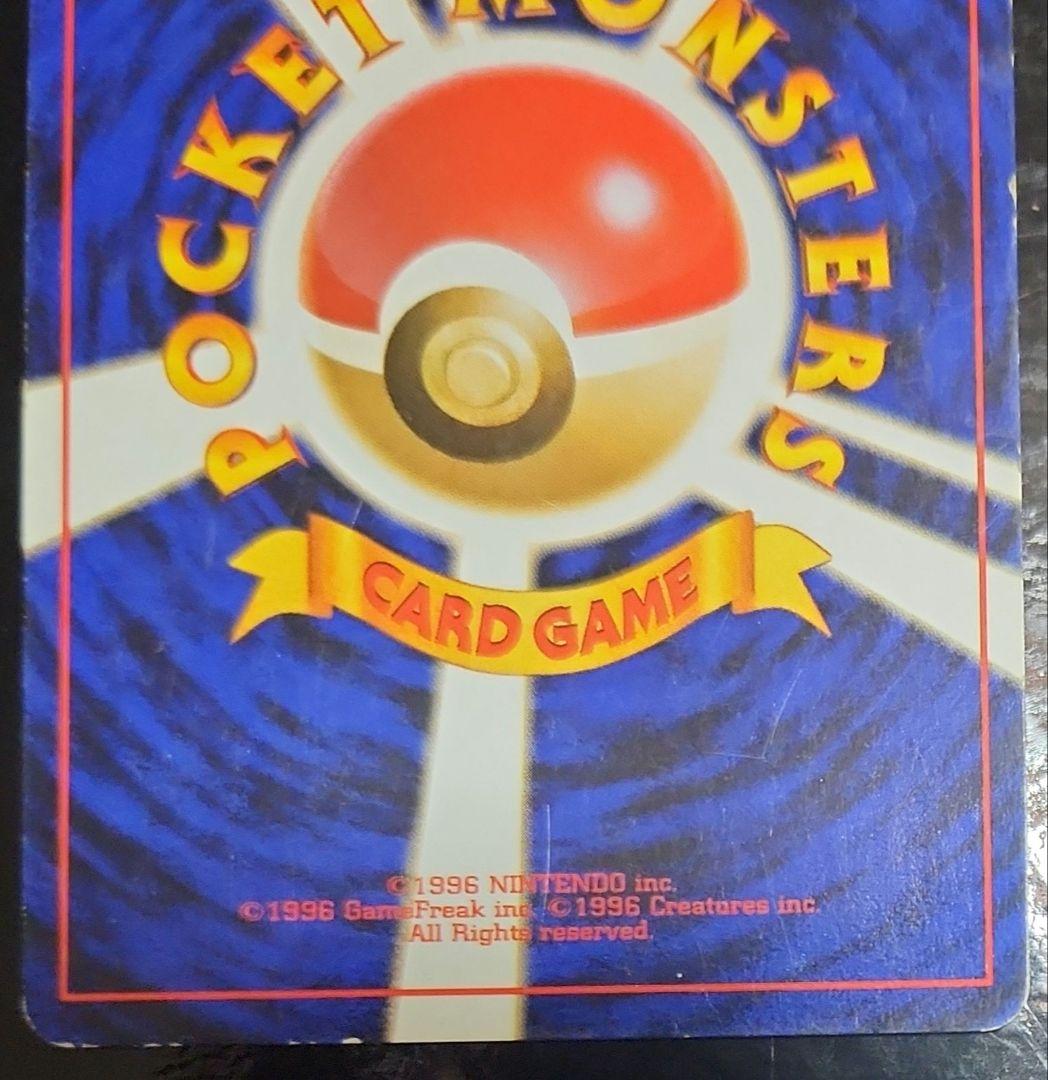 POCKET MONSTERS
CARD GAME
©1996 NINTENDO inc.
©1996 GameFreak inc. ©1996 Creatures inc.
All Rights reserved.